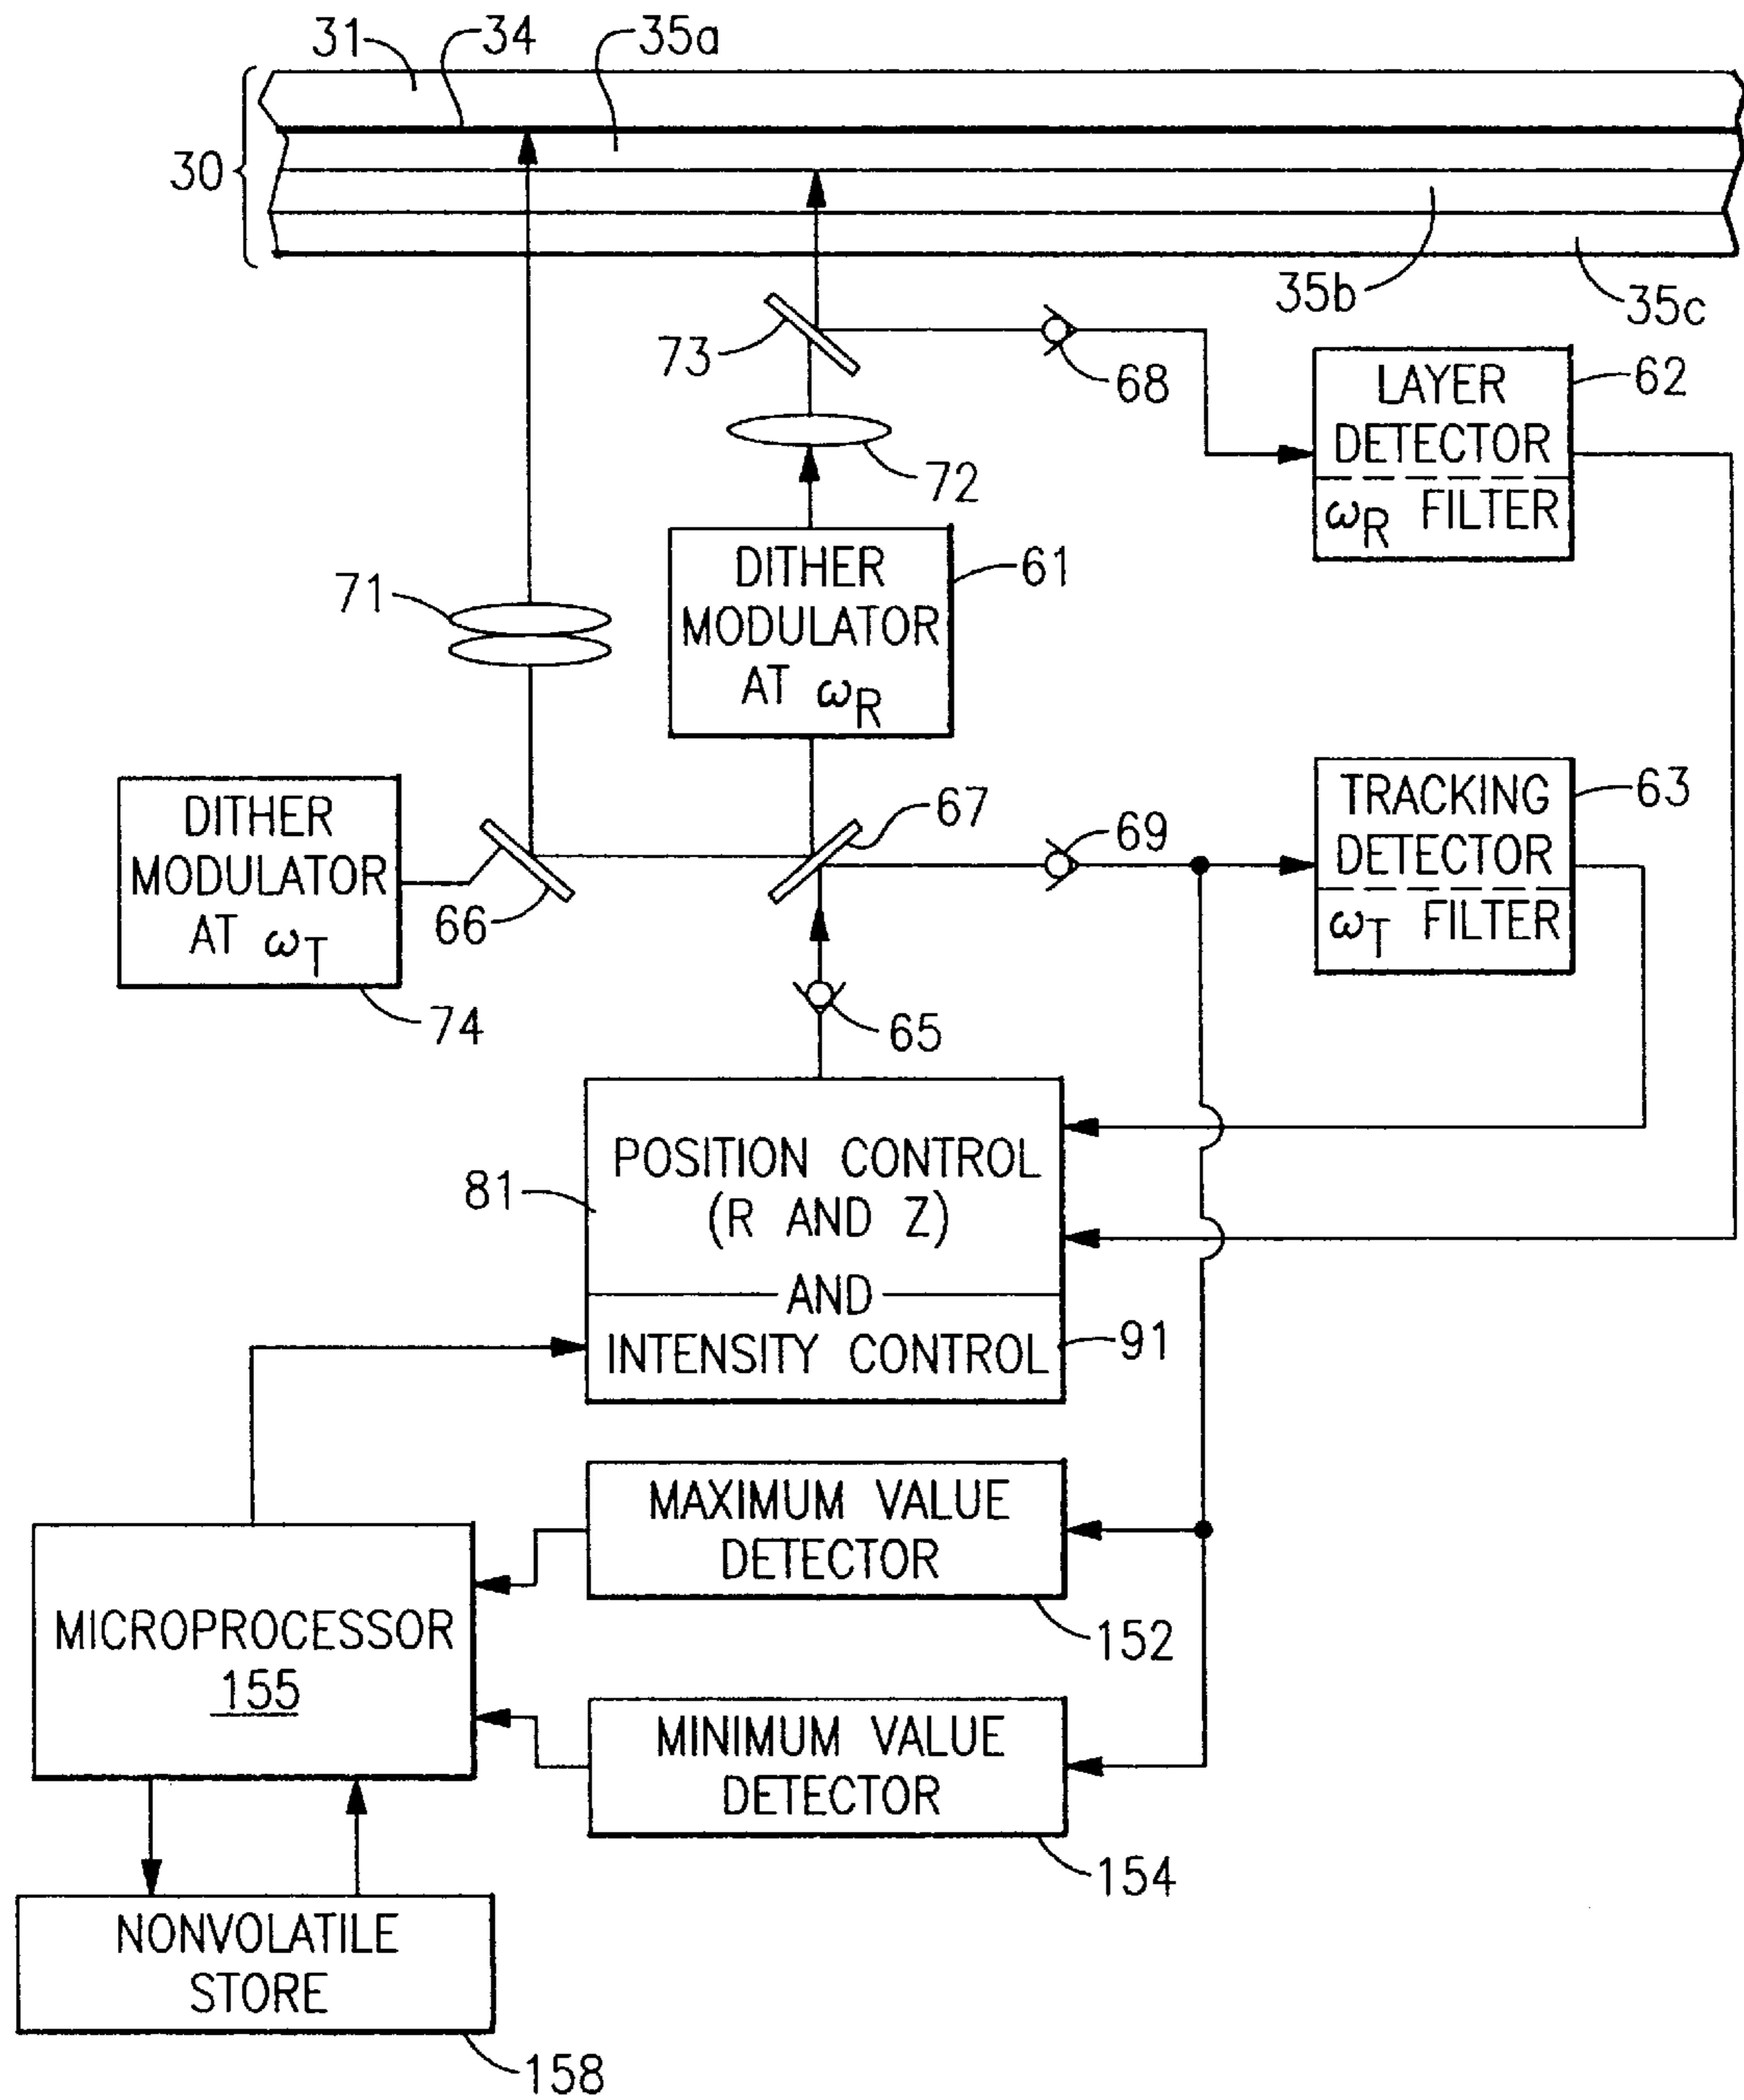 31
34
35a
30
35b
35c
73
68
LAYER
DETECTOR
ωR FILTER
62
72
DITHER
MODULATOR
AT ωR
61
71
DITHER
MODULATOR
AT ωT
74
66
67
69
TRACKING
DETECTOR
ωT FILTER
63
65
81
POSITION CONTROL
(R AND Z)
AND
INTENSITY CONTROL
91
MAXIMUM VALUE
DETECTOR
152
MICROPROCESSOR
155
MINIMUM VALUE
DETECTOR
154
NONVOLATILE
STORE
158